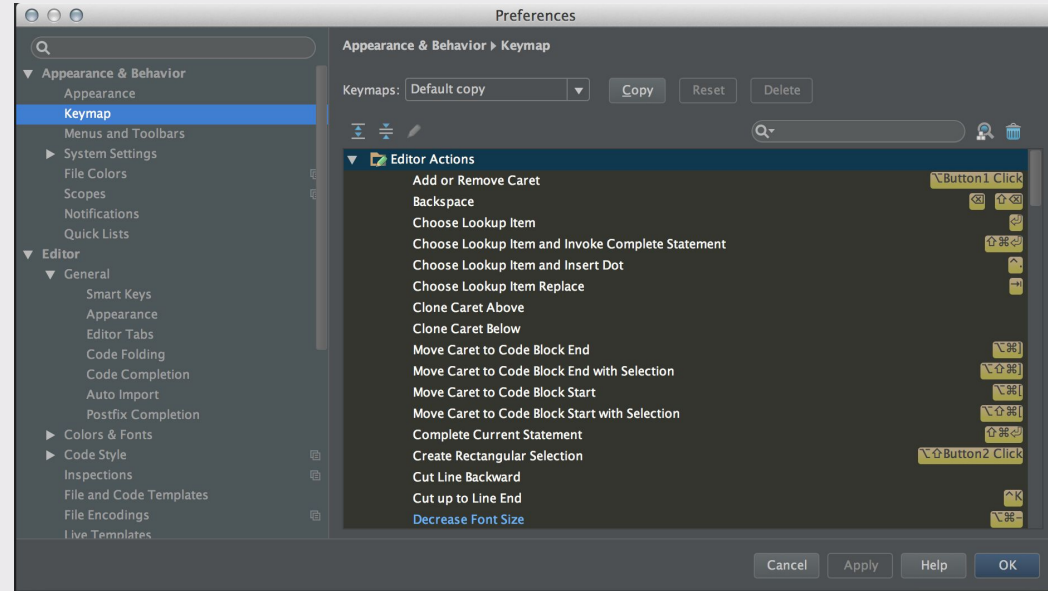 Preferences
Appearance & Behavior
Appearance
Keymap
Menus and Toolbars
System Settings
File Colors
Scopes
Notifications
Quick Lists
Editor
General
Smart Keys
Appearance
Editor Tabs
Code Folding
Code Completion
Auto Import
Postfix Completion
Colors & Fonts
Code Style
Inspections
File and Code Templates
File Encodings
Live Templates
Appearance & Behavior ▸ Keymap
Keymaps: Default copy Copy Reset Delete
Editor Actions
Add or Remove Caret ⌥Button1 Click
Backspace ⌫ ⇧⌫
Choose Lookup Item ⏎
Choose Lookup Item and Invoke Complete Statement ⇧⌘⏎
Choose Lookup Item and Insert Dot ^.
Choose Lookup Item Replace ⇥
Clone Caret Above
Clone Caret Below
Move Caret to Code Block End ⌥⌘]
Move Caret to Code Block End with Selection ⌥⇧⌘]
Move Caret to Code Block Start ⌥⌘[
Move Caret to Code Block Start with Selection ⌥⇧⌘[
Complete Current Statement ⇧⌘⏎
Create Rectangular Selection ⌥⇧Button2 Click
Cut Line Backward
Cut up to Line End ^K
Decrease Font Size ⌥⌘-
Cancel Apply Help OK